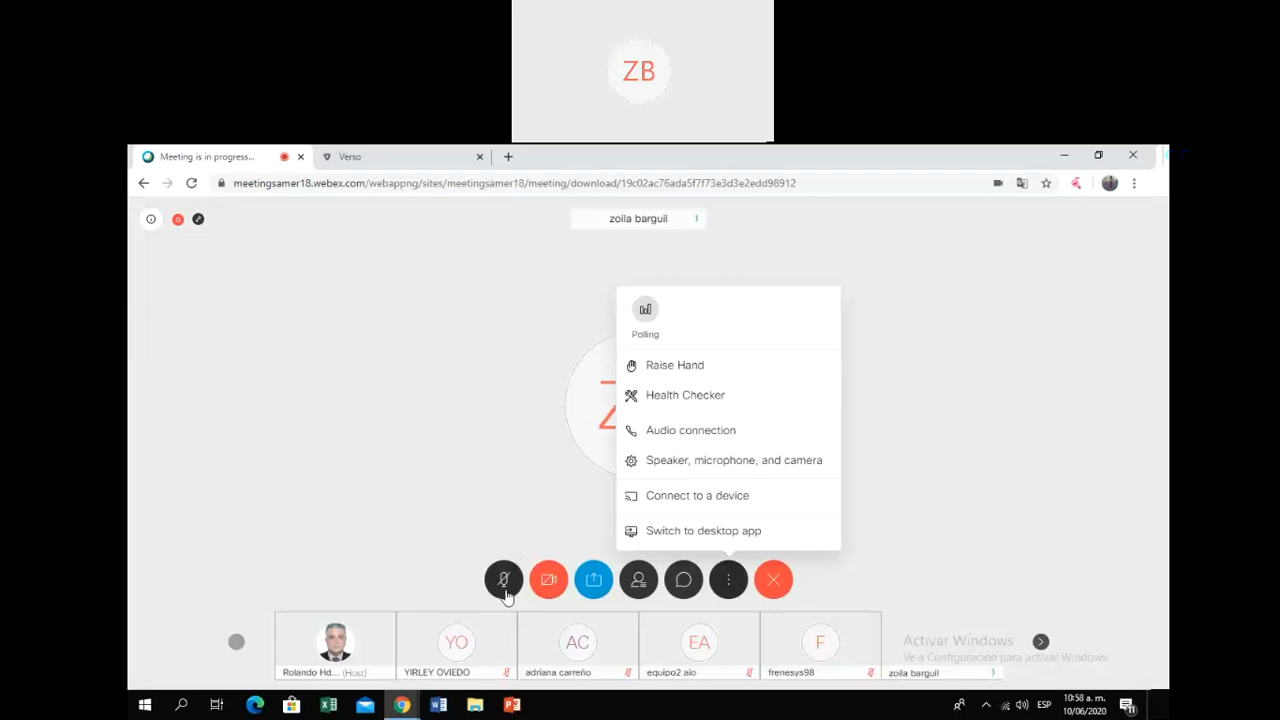 ZB
Meeting is in progress...
Verso
meetingsamer18.webex.com/webappng/sites/meetingsamer18/meeting/download/19c02ac76ada5f7f73e3d3e2edd98912
zoila barguil
Polling
Raise Hand
Health Checker
Audio connection
Speaker, microphone, and camera
Connect to a device
Switch to desktop app
YO
AC
EA
F
Activar Windows
Ve a Configuración para activar Windows.
Rolando Hd... (Host)
YIRLEY OVIEDO
adriana carreño
equipo2 aio
frenesys98
zoila barguil
ESP
10:58 a. m.
10/06/2020